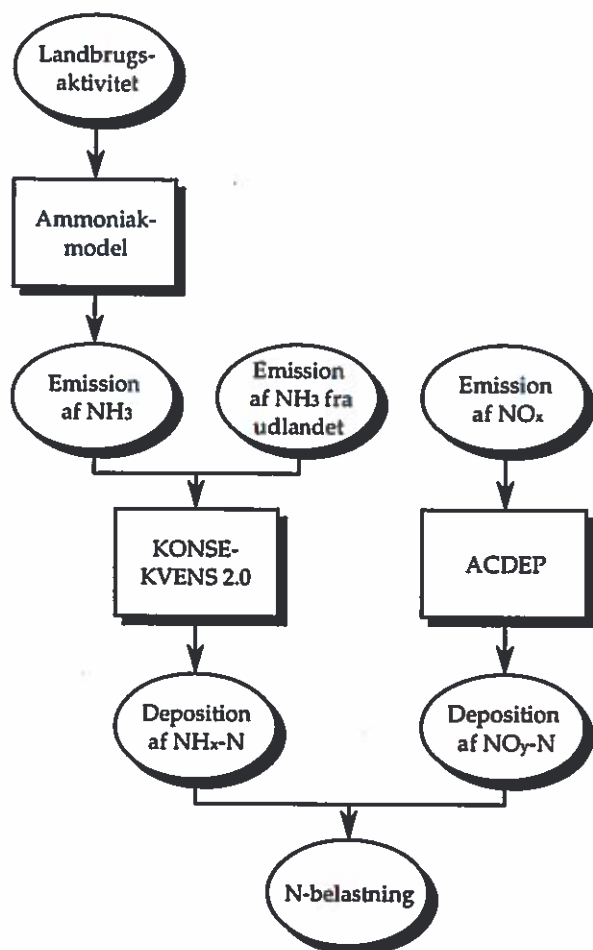 Landbrugs-
aktivitet
Ammoniak-
model
Emission
af NH₃
Emission
af NH₃ fra
udlandet
Emission
af NOₓ
KONSE-
KVENS 2.0
ACDEP
Deposition
af NHₓ-N
Deposition
af NOy-N
N-belastning